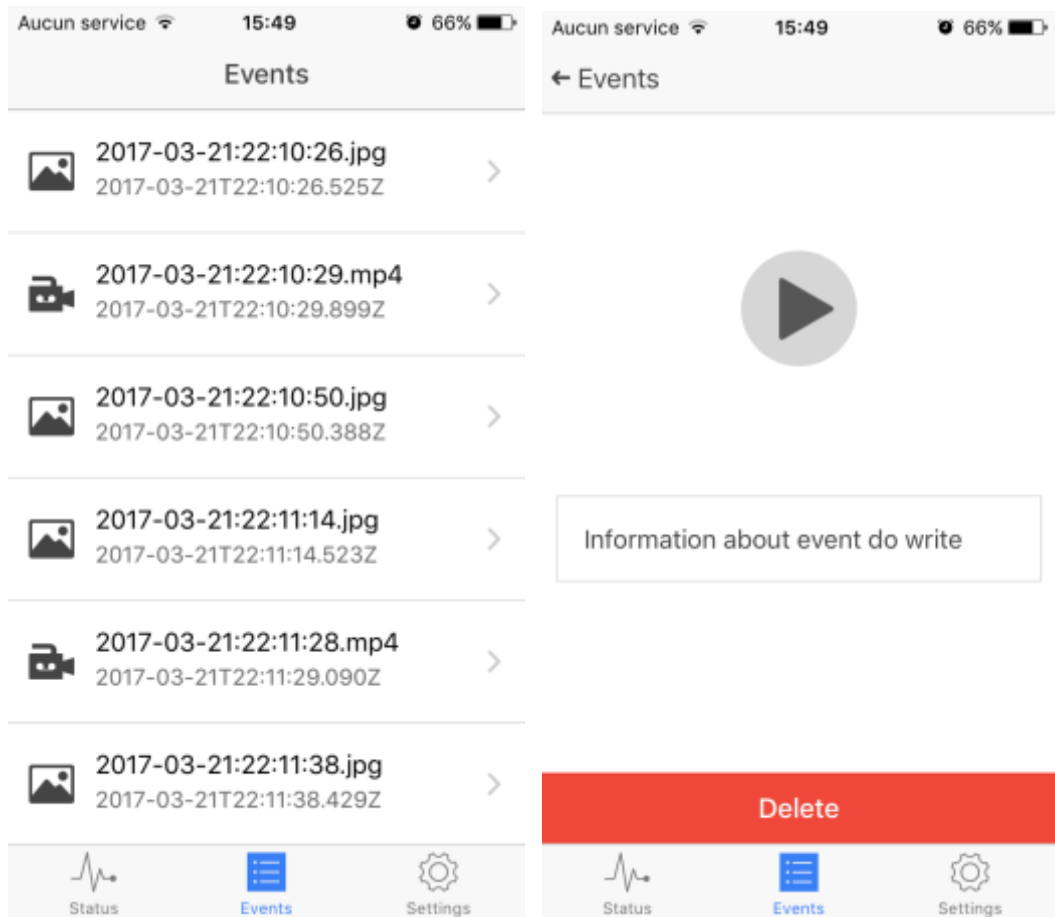 Aucun service 15:49 66%
Events
2017-03-21:22:10:26.jpg
2017-03-21T22:10:26.525Z
2017-03-21:22:10:29.mp4
2017-03-21T22:10:29.899Z
2017-03-21:22:10:50.jpg
2017-03-21T22:10:50.388Z
2017-03-21:22:11:14.jpg
2017-03-21T22:11:14.523Z
2017-03-21:22:11:28.mp4
2017-03-21T22:11:29.090Z
2017-03-21:22:11:38.jpg
2017-03-21T22:11:38.429Z
Status Events Settings
Aucun service 15:49 66%
Events
Information about event do write
Delete
Status Events Settings